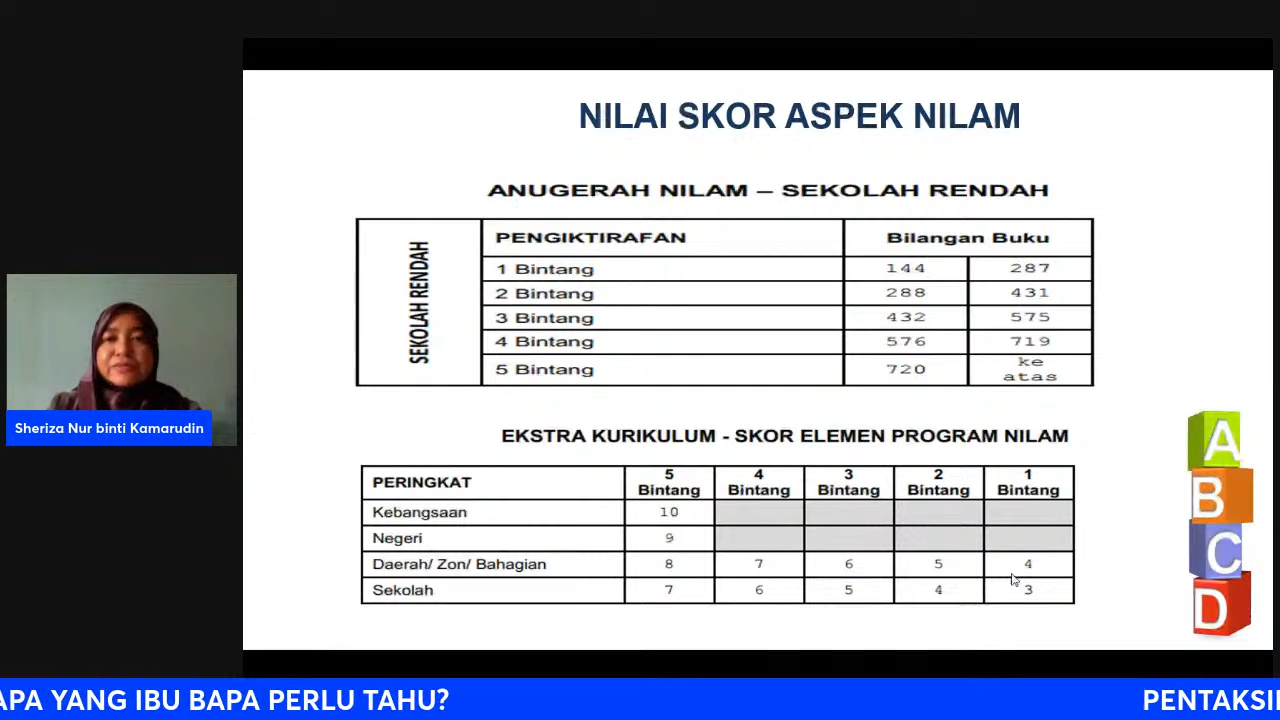 NILAI SKOR ASPEK NILAM
ANUGERAH NILAM – SEKOLAH RENDAH
SEKOLAH RENDAH
PENGIKTIRAFAN Bilangan Buku
1 Bintang 144 287
2 Bintang 288 431
3 Bintang 432 575
4 Bintang 576 719
5 Bintang 720 ke atas
EKSTRA KURIKULUM - SKOR ELEMEN PROGRAM NILAM
PERINGKAT 5 Bintang 4 Bintang 3 Bintang 2 Bintang 1 Bintang
Kebangsaan 10
Negeri 9
Daerah/ Zon/ Bahagian 8 7 6 5 4
Sekolah 7 6 5 4 3
A
B
C
D
Sheriza Nur binti Kamarudin
APA YANG IBU BAPA PERLU TAHU? PENTAKSI